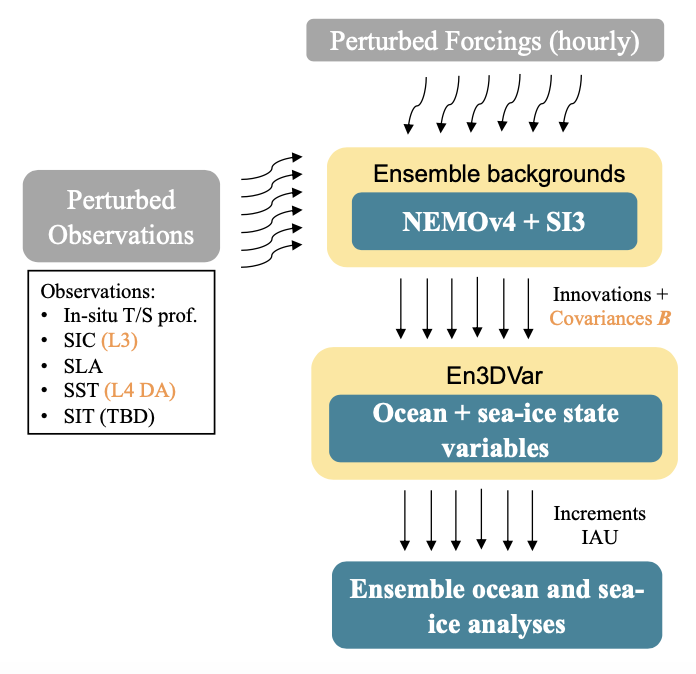 Perturbed Forcings (hourly)
Ensemble backgrounds
NEMOv4 + SI3
Perturbed
Observations
Observations:
• In-situ T/S prof.
• SIC (L3)
• SLA
• SST (L4 DA)
• SIT (TBD)
Innovations +
Covariances B
En3DVar
Ocean + sea-ice state
variables
Increments
IAU
Ensemble ocean and sea-
ice analyses